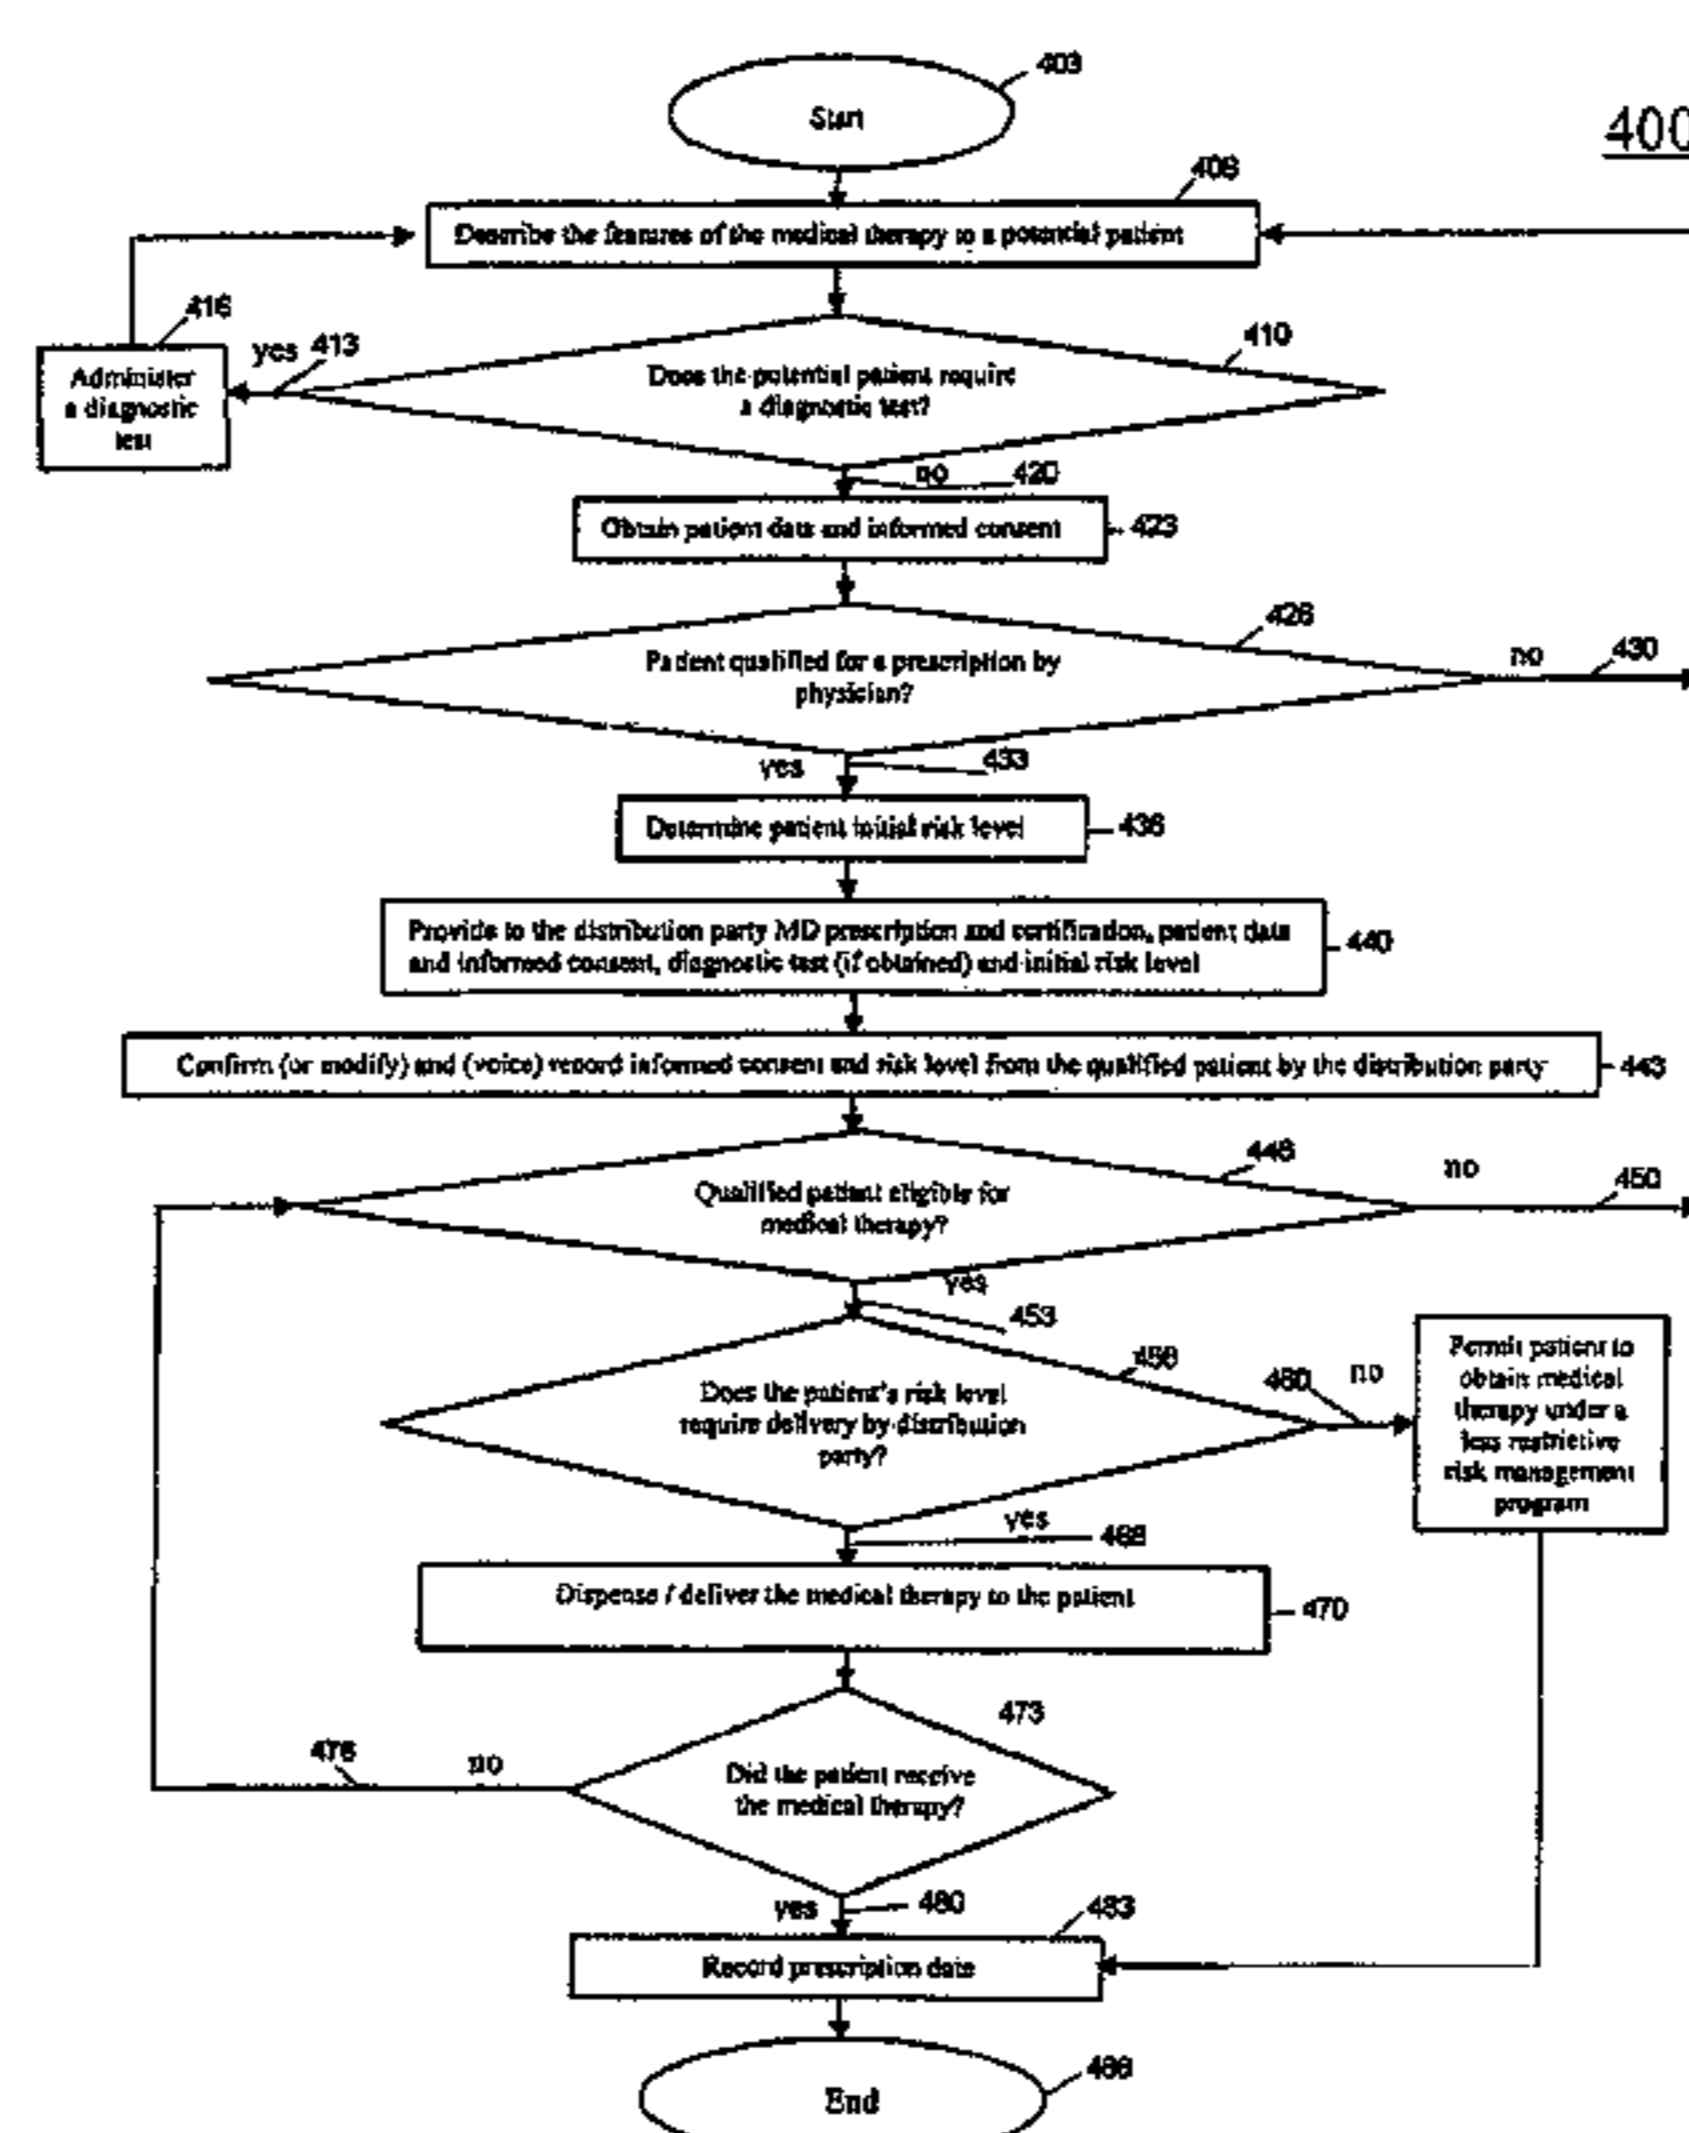 403
Start
400
Describe the features of the medical therapy to a potential patient
416
yes 413
410
Administer
a diagnostic
test
Does the potential patient require
a diagnostic test?
no 420
Obtain patient data and informed consent
423
Patient qualified for a prescription by
physician?
no 430
yes
433
Determine patient initial risk level
436
Provide to the distribution party MD prescription and certification, patient data
and informed consent, diagnostic test (if obtained) and initial risk level
440
Confirm (or modify) and (voice) record informed consent and risk level from the qualified patient by the distribution party
443
Qualified patient eligible for
medical therapy?
no
450
yes
453
Does the patient's risk level
require delivery by distribution
party?
no
Permit patient to
obtain medical
therapy under a
less restrictive
risk management
program
yes
Dispense / deliver the medical therapy to the patient
470
473
Did the patient receive
the medical therapy?
no
yes
480
483
Record prescription date
End